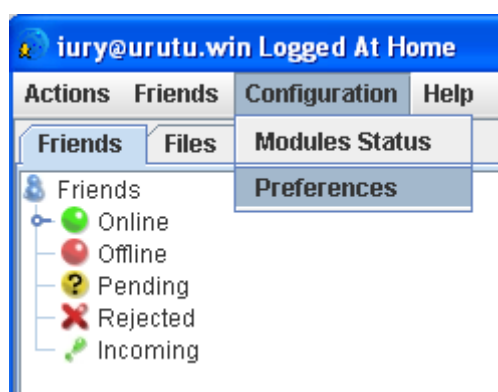 iury@urutu.win Logged At Home
Actions Friends Configuration Help
Friends Files Modules Status
Preferences
Friends
Online
Offline
? Pending
Rejected
Incoming